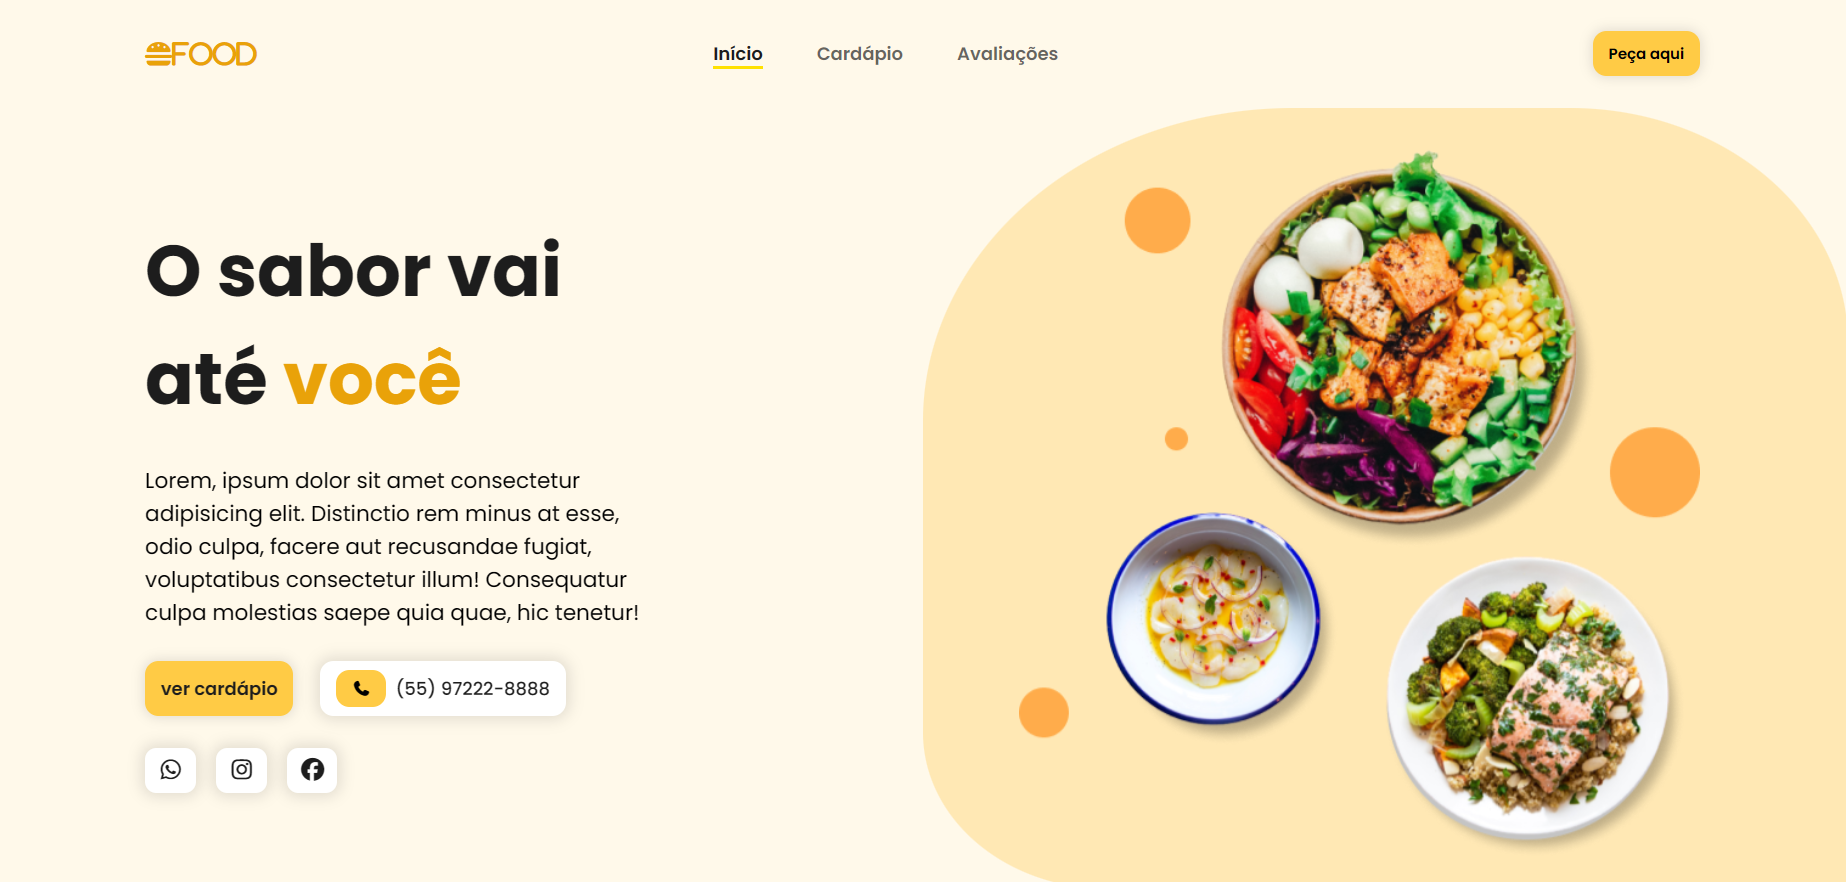 FOOD
Início
Cardápio
Avaliações
Peça aqui
O sabor vai
até você
Lorem, ipsum dolor sit amet consectetur
adipisicing elit. Distinctio rem minus at esse,
odio culpa, facere aut recusandae fugiat,
voluptatibus consectetur illum! Consequatur
culpa molestias saepe quia quae, hic tenetur!
ver cardápio
(55) 97222-8888